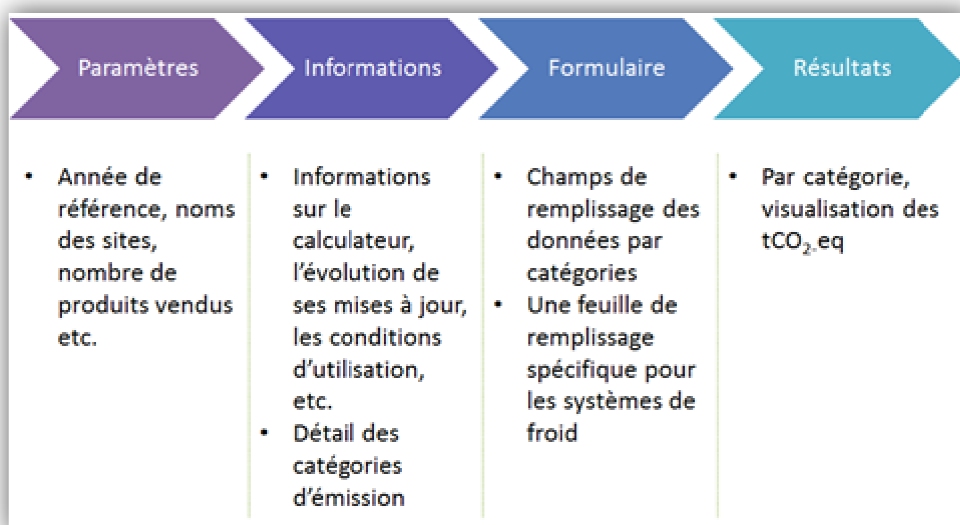 Paramètres
Informations
Formulaire
Résultats
• Année de
référence, noms
des sites,
nombre de
produits vendus
etc.
• Informations
sur le
calculateur,
l'évolution de
ses mises à jour,
les conditions
d'utilisation,
etc.
• Détail des
catégories
d'émission
• Champs de
remplissage des
données par
catégories
• Une feuille de
remplissage
spécifique pour
les systèmes de
froid
• Par catégorie,
visualisation des
tCO₂.eq